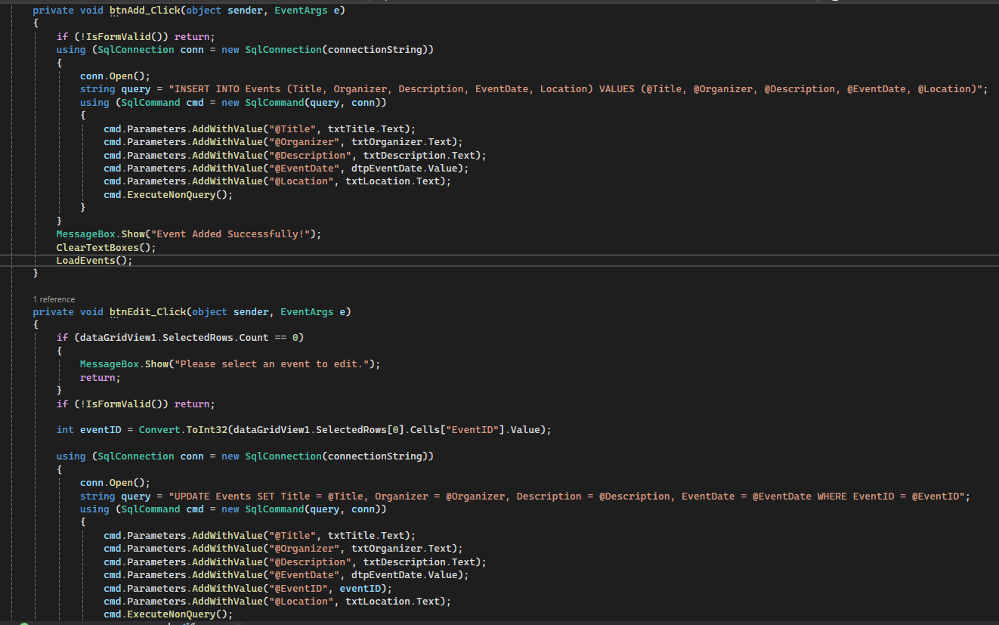 private void btnAdd_Click(object sender, EventArgs e)
{
if (!IsFormValid()) return;
using (SqlConnection conn = new SqlConnection(connectionString))
{
conn.Open();
string query = "INSERT INTO Events (Title, Organizer, Description, EventDate, Location) VALUES (@Title, @Organizer, @Description, @EventDate, @Location)";
using (SqlCommand cmd = new SqlCommand(query, conn))
{
cmd.Parameters.AddWithValue("@Title", txtTitle.Text);
cmd.Parameters.AddWithValue("@Organizer", txtOrganizer.Text);
cmd.Parameters.AddWithValue("@Description", txtDescription.Text);
cmd.Parameters.AddWithValue("@EventDate", dtpEventDate.Value);
cmd.Parameters.AddWithValue("@Location", txtLocation.Text);
cmd.ExecuteNonQuery();
}
}
MessageBox.Show("Event Added Successfully!");
ClearTextBoxes();
LoadEvents();
}
1 reference
private void btnEdit_Click(object sender, EventArgs e)
{
if (dataGridView1.SelectedRows.Count == 0)
{
MessageBox.Show("Please select an event to edit.");
return;
}
if (!IsFormValid()) return;
int eventID = Convert.ToInt32(dataGridView1.SelectedRows[0].Cells["EventID"].Value);
using (SqlConnection conn = new SqlConnection(connectionString))
{
conn.Open();
string query = "UPDATE Events SET Title = @Title, Organizer = @Organizer, Description = @Description, EventDate = @EventDate WHERE EventID = @EventID";
using (SqlCommand cmd = new SqlCommand(query, conn))
{
cmd.Parameters.AddWithValue("@Title", txtTitle.Text);
cmd.Parameters.AddWithValue("@Organizer", txtOrganizer.Text);
cmd.Parameters.AddWithValue("@Description", txtDescription.Text);
cmd.Parameters.AddWithValue("@EventDate", dtpEventDate.Value);
cmd.Parameters.AddWithValue("@EventID", eventID);
cmd.Parameters.AddWithValue("@Location", txtLocation.Text);
cmd.ExecuteNonQuery();